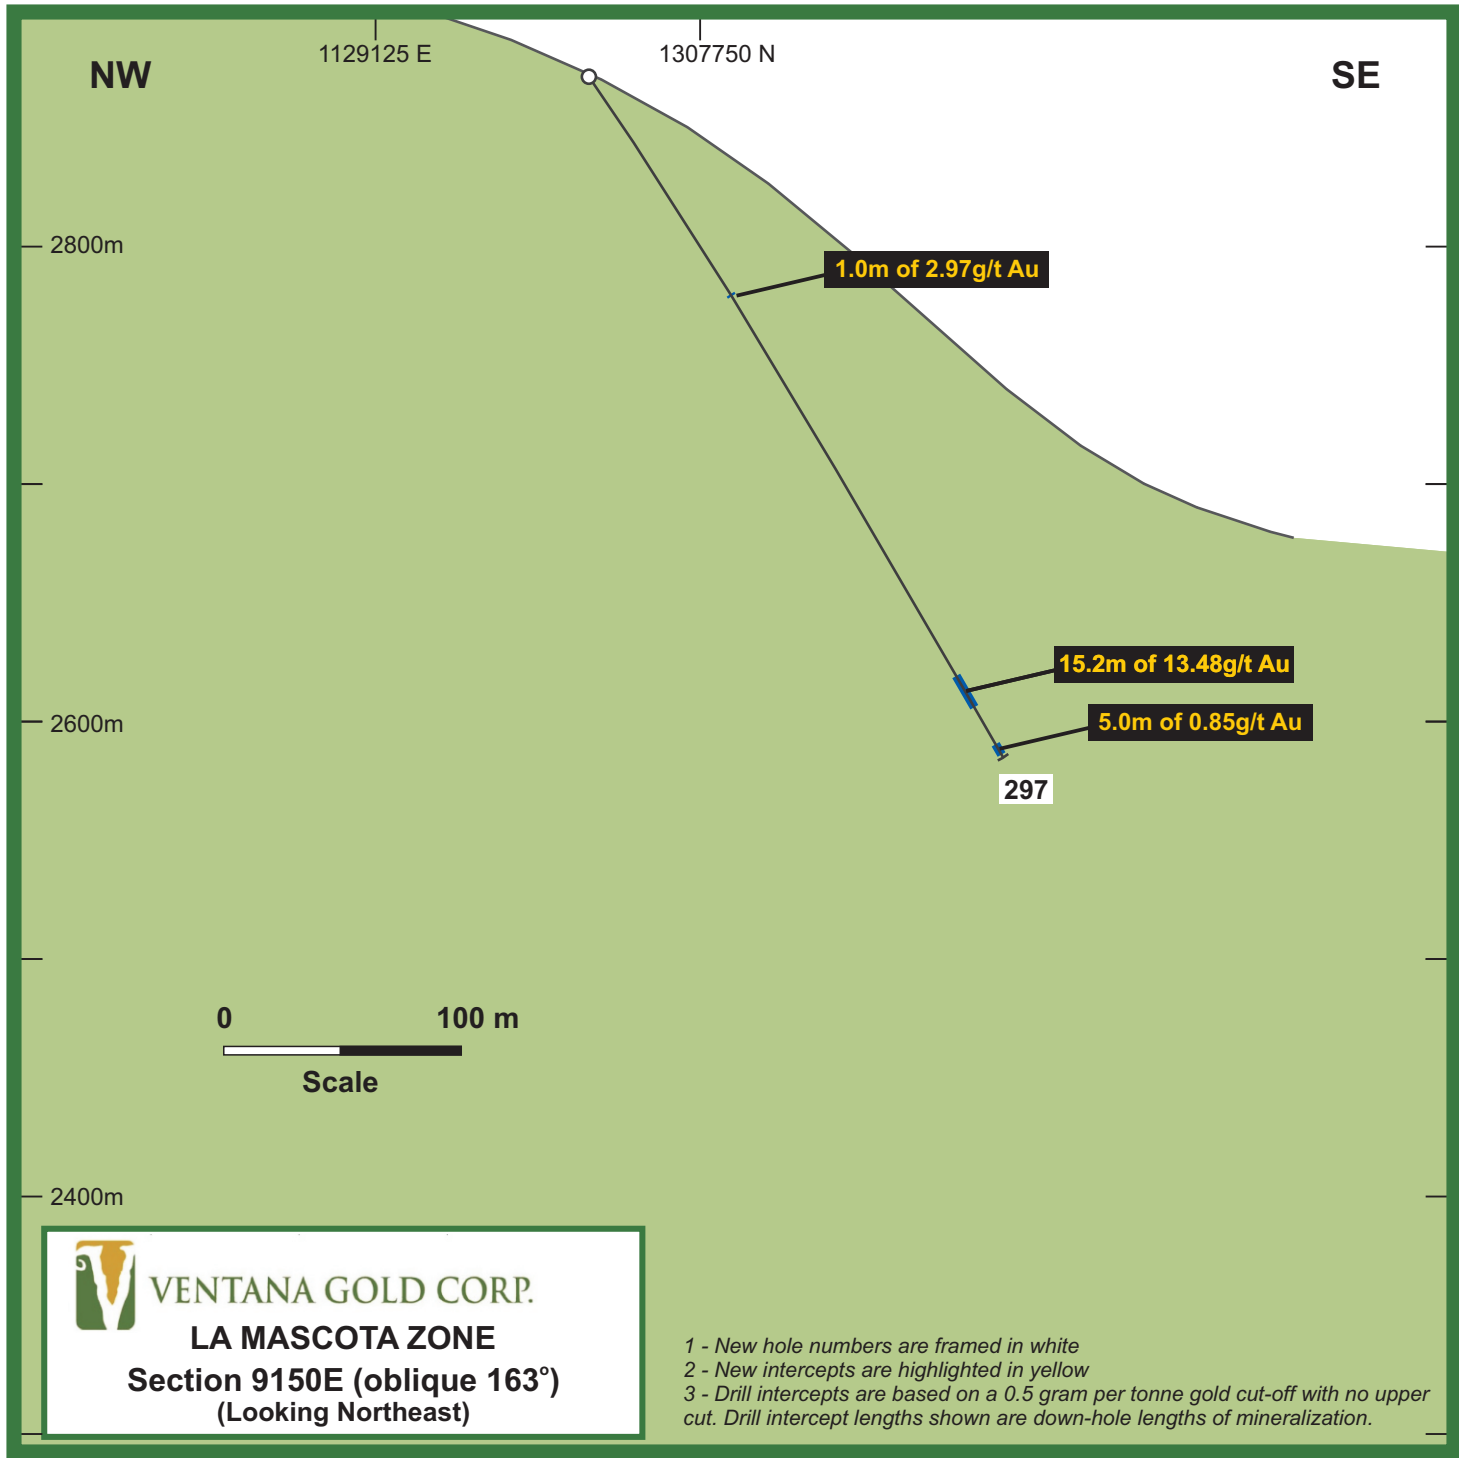 1129125 E
1307750 N
NW
SE
2800m
1.0m of 2.97g/t Au
15.2m of 13.48g/t Au
2600m
5.0m of 0.85g/t Au
297
0
100 m
Scale
2400m
VENTANA GOLD CORP.
LA MASCOTA ZONE
Section 9150E (oblique 163°)
(Looking Northeast)
1 - New hole numbers are framed in white
2 - New intercepts are highlighted in yellow
3 - Drill intercepts are based on a 0.5 gram per tonne gold cut-off with no upper
cut. Drill intercept lengths shown are down-hole lengths of mineralization.